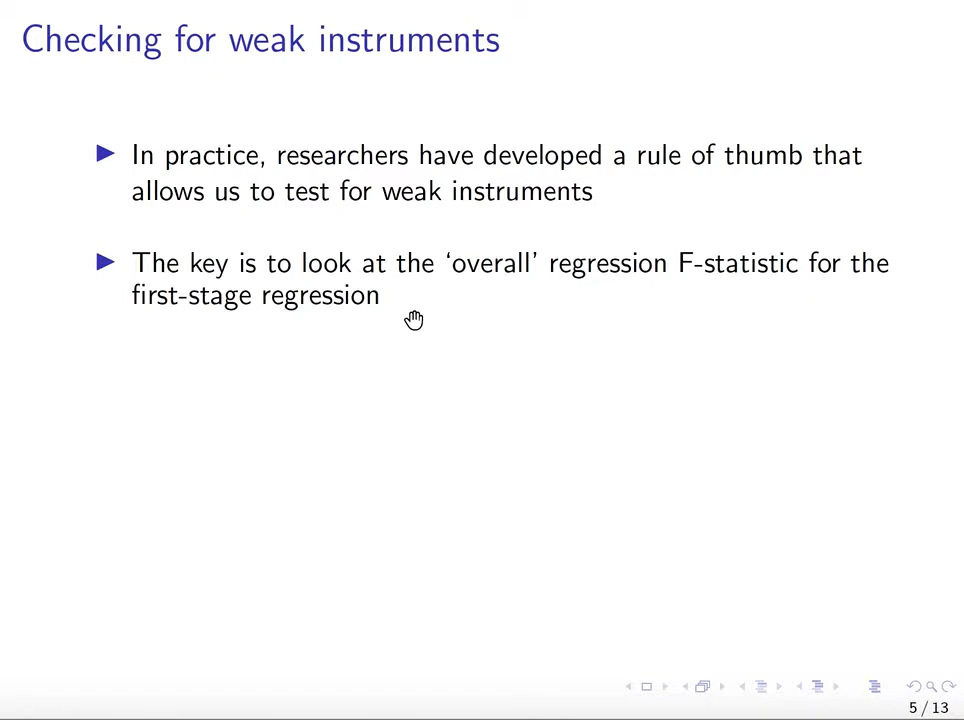 Checking for weak instruments
In practice, researchers have developed a rule of thumb that
allows us to test for weak instruments
The key is to look at the ‘overall’ regression F-statistic for the
first-stage regression
5 / 13